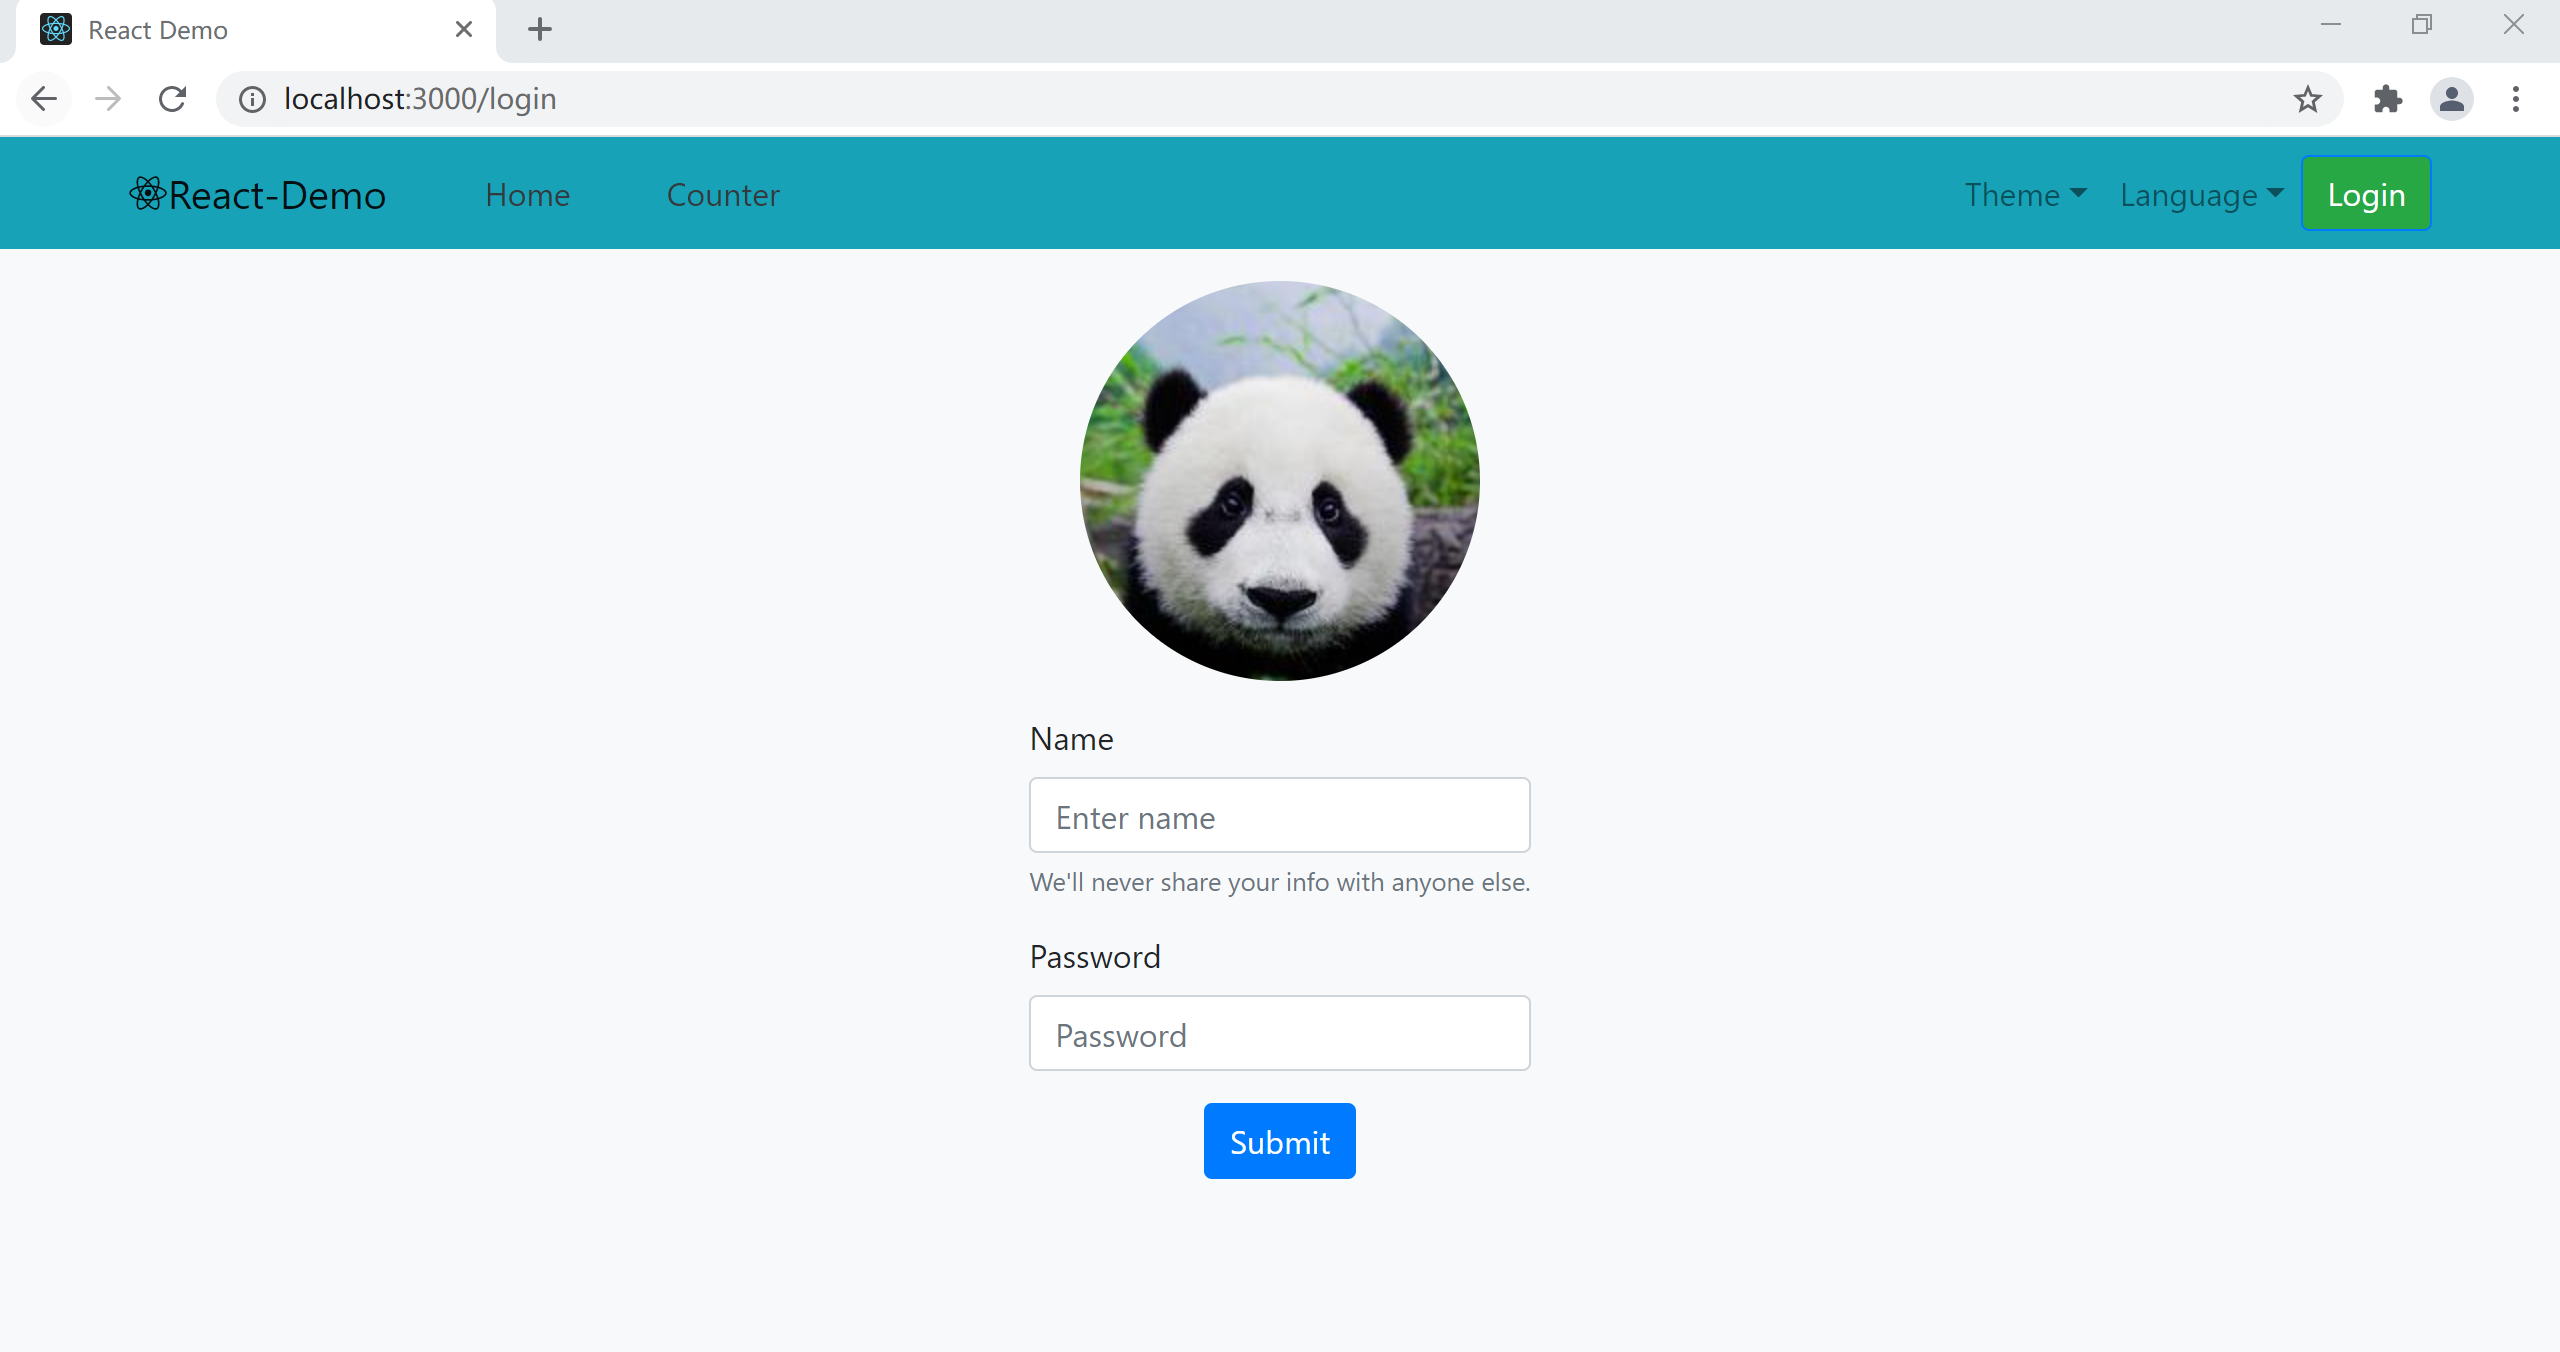 React Demo
localhost:3000/login
React-Demo Home Counter Theme Language Login
Name
Enter name
We'll never share your info with anyone else.
Password
Password
Submit